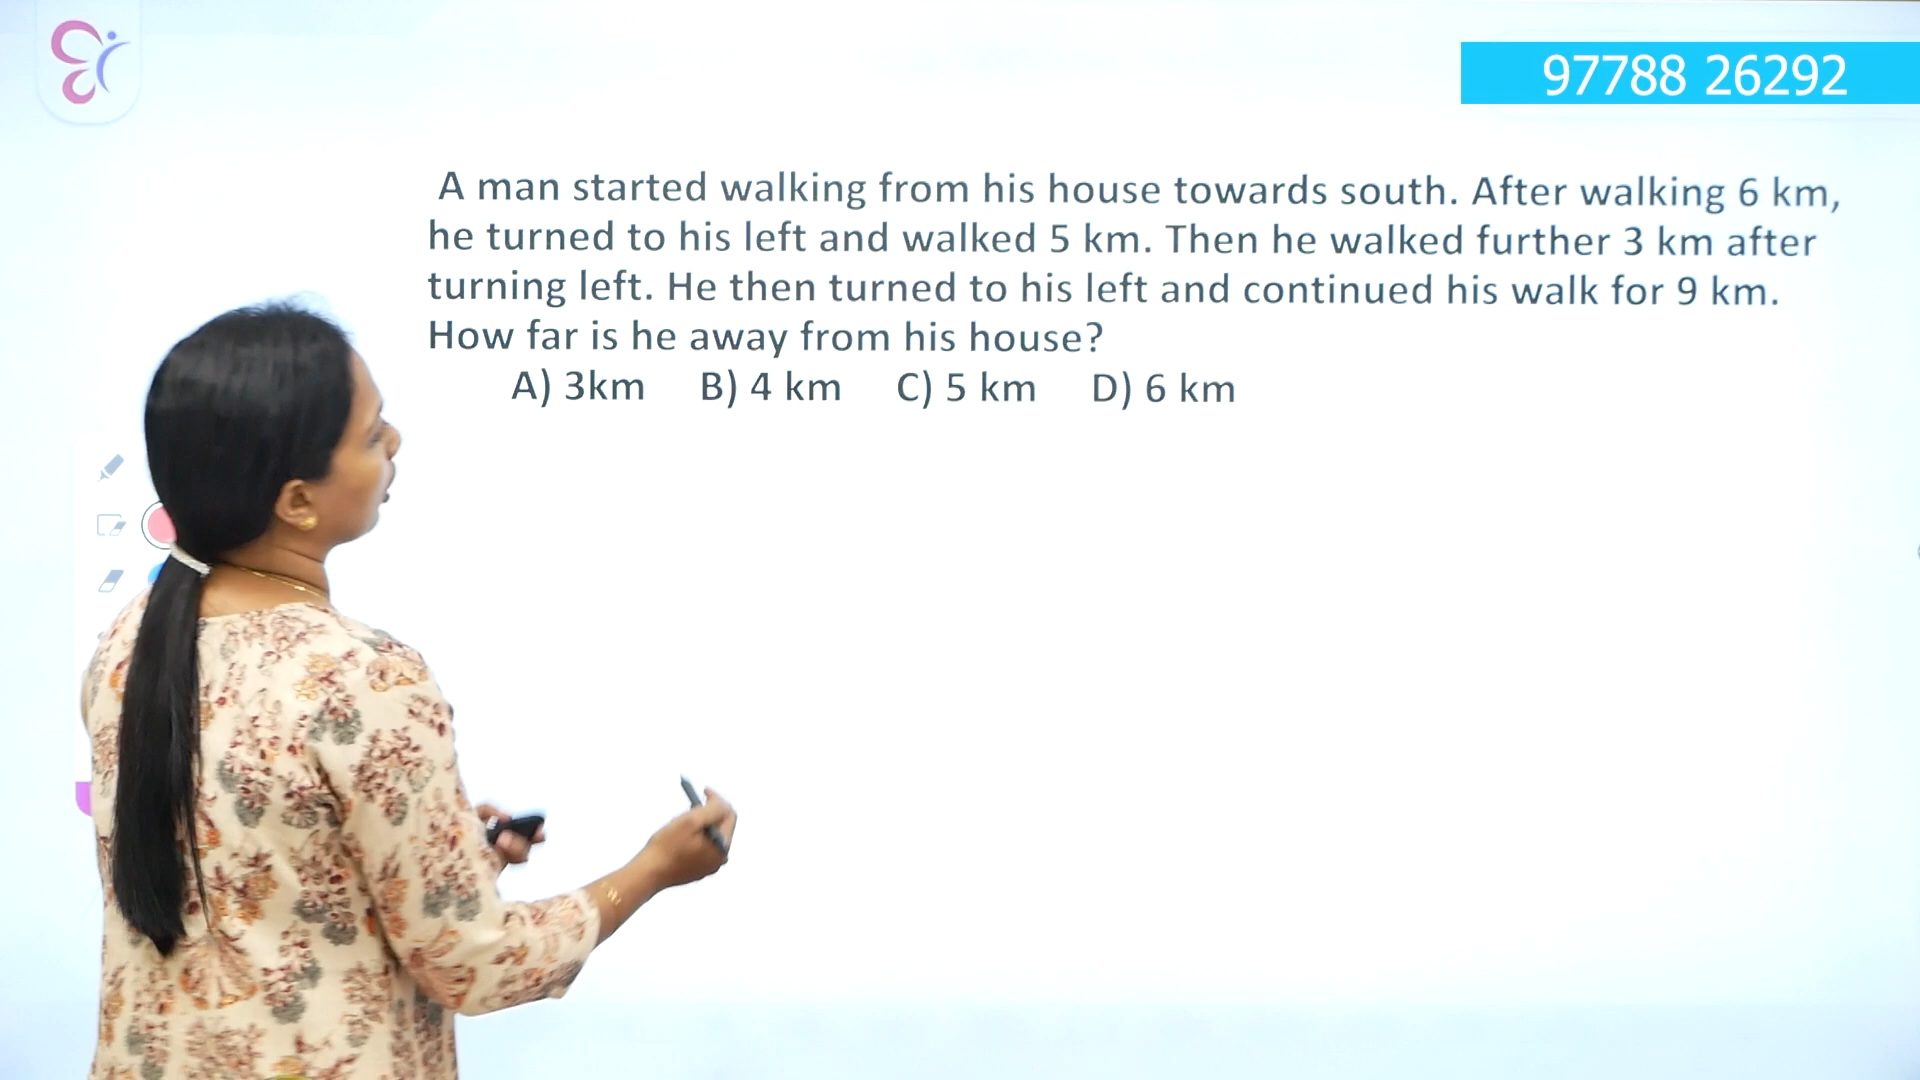 97788 26292
A man started walking from his house towards south. After walking 6 km,
he turned to his left and walked 5 km. Then he walked further 3 km after
turning left. He then turned to his left and continued his walk for 9 km.
How far is he away from his house?
A) 3km B) 4 km C) 5 km D) 6 km